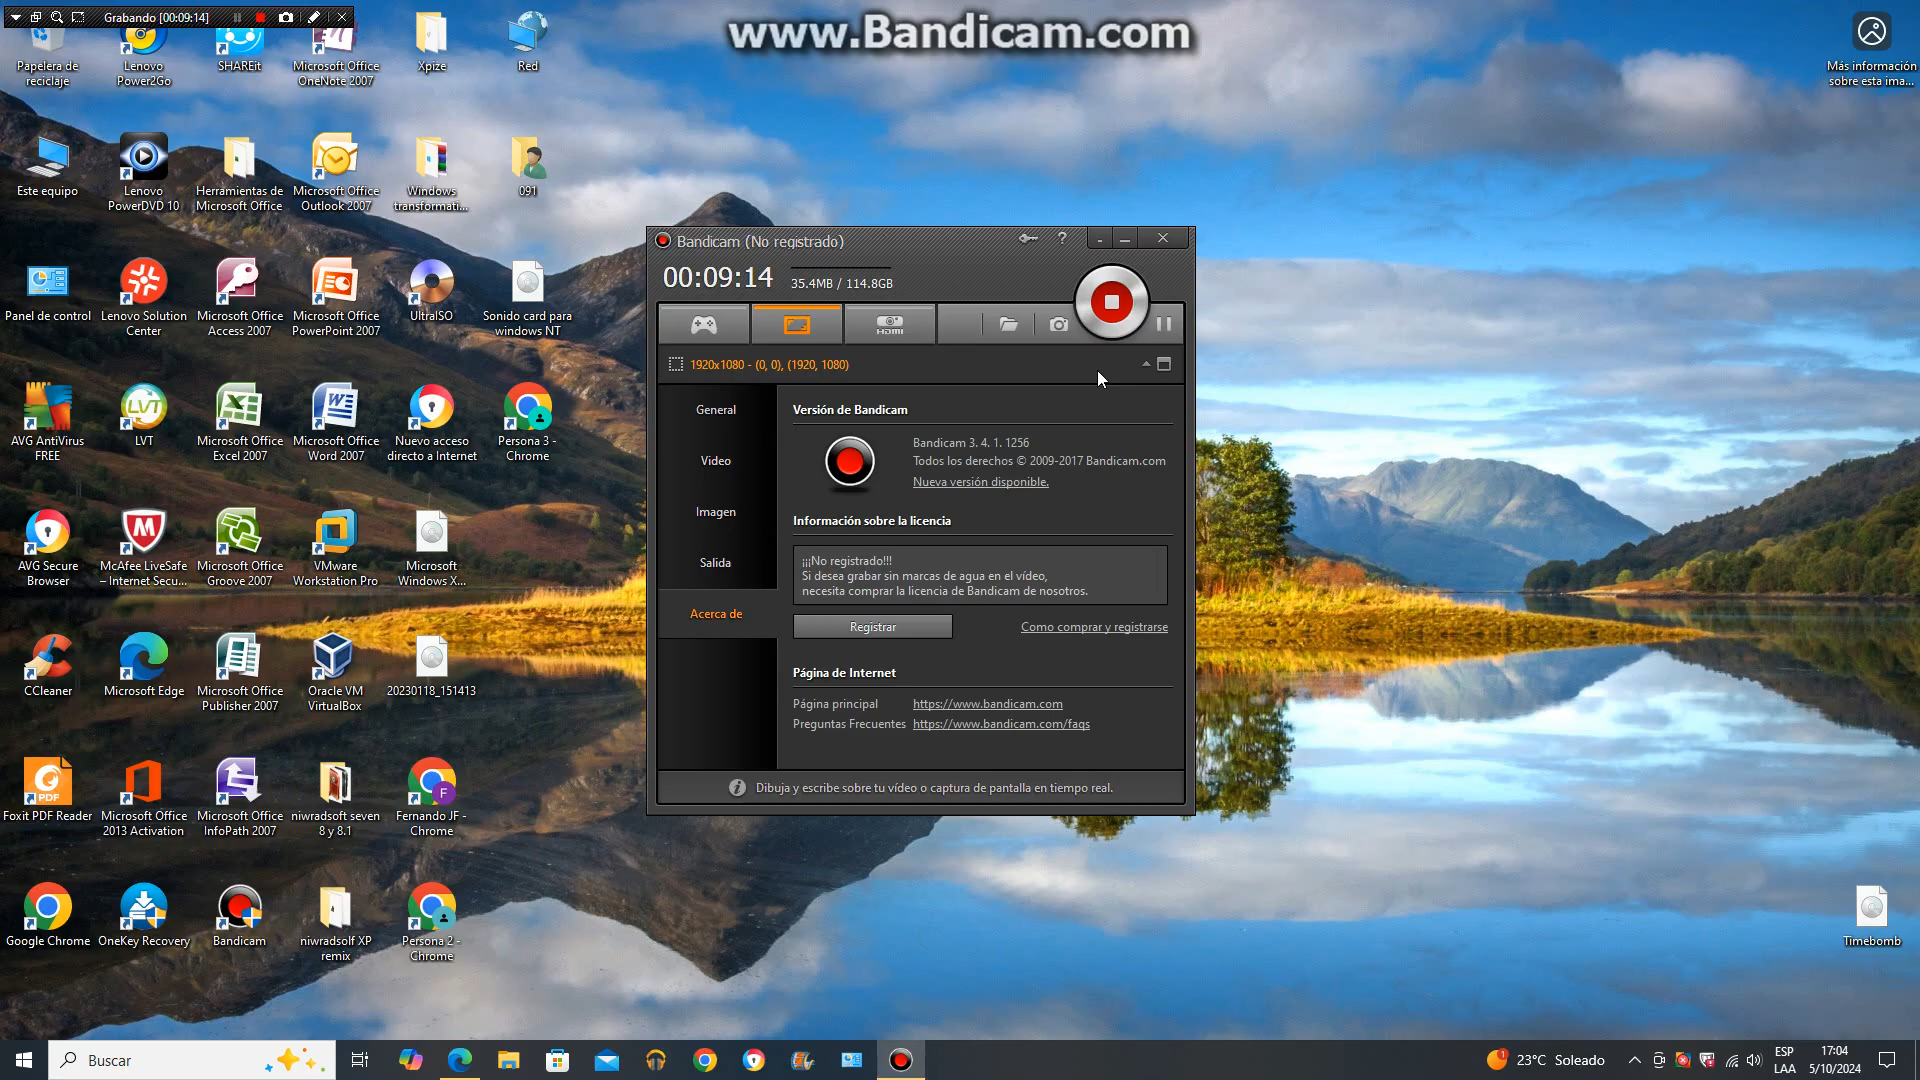 Grabando [00:09:14]
www.Bandicam.com
Papelera de
reciclaje
Lenovo
Power2Go
SHAREit
Microsoft Office
OneNote 2007
Xpize
Red
Más información
sobre esta ima...
Este equipo
Lenovo
PowerDVD 10
Herramientas de
Microsoft Office
Microsoft Office
Outlook 2007
Windows
transformati...
091
Panel de control
Lenovo Solution
Center
Microsoft Office
Access 2007
Microsoft Office
PowerPoint 2007
UltraISO
Sonido card para
windows NT
AVG AntiVirus
FREE
LVT
LVT
Microsoft Office
Excel 2007
Microsoft Office
Word 2007
Nuevo acceso
directo a Internet
Persona 3 -
Chrome
AVG Secure
Browser
McAfee LiveSafe
– Internet Secu...
Microsoft Office
Groove 2007
VMware
Workstation Pro
Microsoft
Windows X...
CCleaner
Microsoft Edge
Microsoft Office
Publisher 2007
Oracle VM
VirtualBox
20230118_151413
PDF
Foxit PDF Reader
Microsoft Office
2013 Activation
Microsoft Office
InfoPath 2007
niwradsoft seven
8 y 8.1
F
Fernando JF -
Chrome
Google Chrome
OneKey Recovery
Bandicam
niwradsolf XP
remix
Persona 2 -
Chrome
Timebomb
Bandicam (No registrado)
00:09:14
35.4MB / 114.8GB
HDMI
1920x1080 - (0, 0), (1920, 1080)
General
Video
Imagen
Salida
Acerca de
Versión de Bandicam
Bandicam 3. 4. 1. 1256
Todos los derechos © 2009-2017 Bandicam.com
Nueva versión disponible.
Información sobre la licencia
¡¡¡No registrado!!!
Si desea grabar sin marcas de agua en el vídeo,
necesita comprar la licencia de Bandicam de nosotros.
Registrar
Como comprar y registrarse
Página de Internet
Página principal
https://www.bandicam.com
Preguntas Frecuentes
https://www.bandicam.com/faqs
Dibuja y escribe sobre tu vídeo o captura de pantalla en tiempo real.
Buscar
1
23°C Soleado
ESP
LAA
17:04
5/10/2024